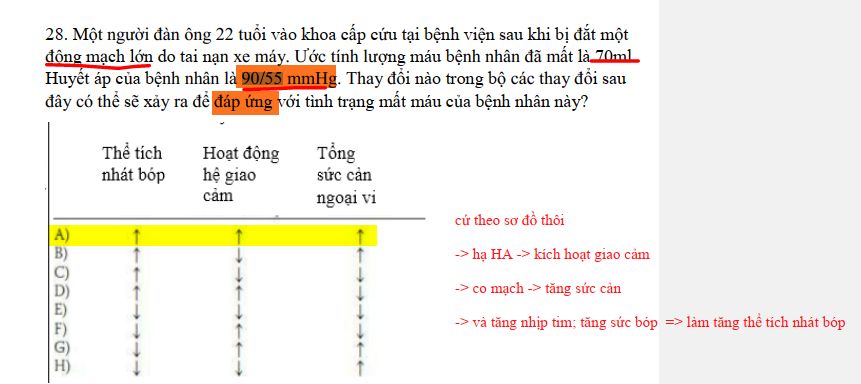 28. Một người đàn ông 22 tuổi vào khoa cấp cứu tại bệnh viện sau khi bị đắt một
động mạch lớn do tai nạn xe máy. Ước tính lượng máu bệnh nhân đã mất là 70ml
Huyết áp của bệnh nhân là 90/55 mmHg. Thay đổi nào trong bộ các thay đổi sau
đây có thể sẽ xảy ra để đáp ứng với tình trạng mất máu của bệnh nhân này?
Thể tích Hoạt động Tổng
nhát bóp hệ giao sức cản
cảm ngoại vi
A) ↑ ↑ ↑
B) ↑ ↓ ↑
C) ↑ ↓ ↓
D) ↑ ↑ ↓
E) ↓ ↓ ↓
F) ↓ ↑ ↓
G) ↓ ↑ ↑
H) ↓ ↓ ↑
cứ theo sơ đồ thôi
-> hạ HA -> kích hoạt giao cảm
-> co mạch -> tăng sức cản
-> và tăng nhịp tim; tăng sức bóp => làm tăng thể tích nhát bóp